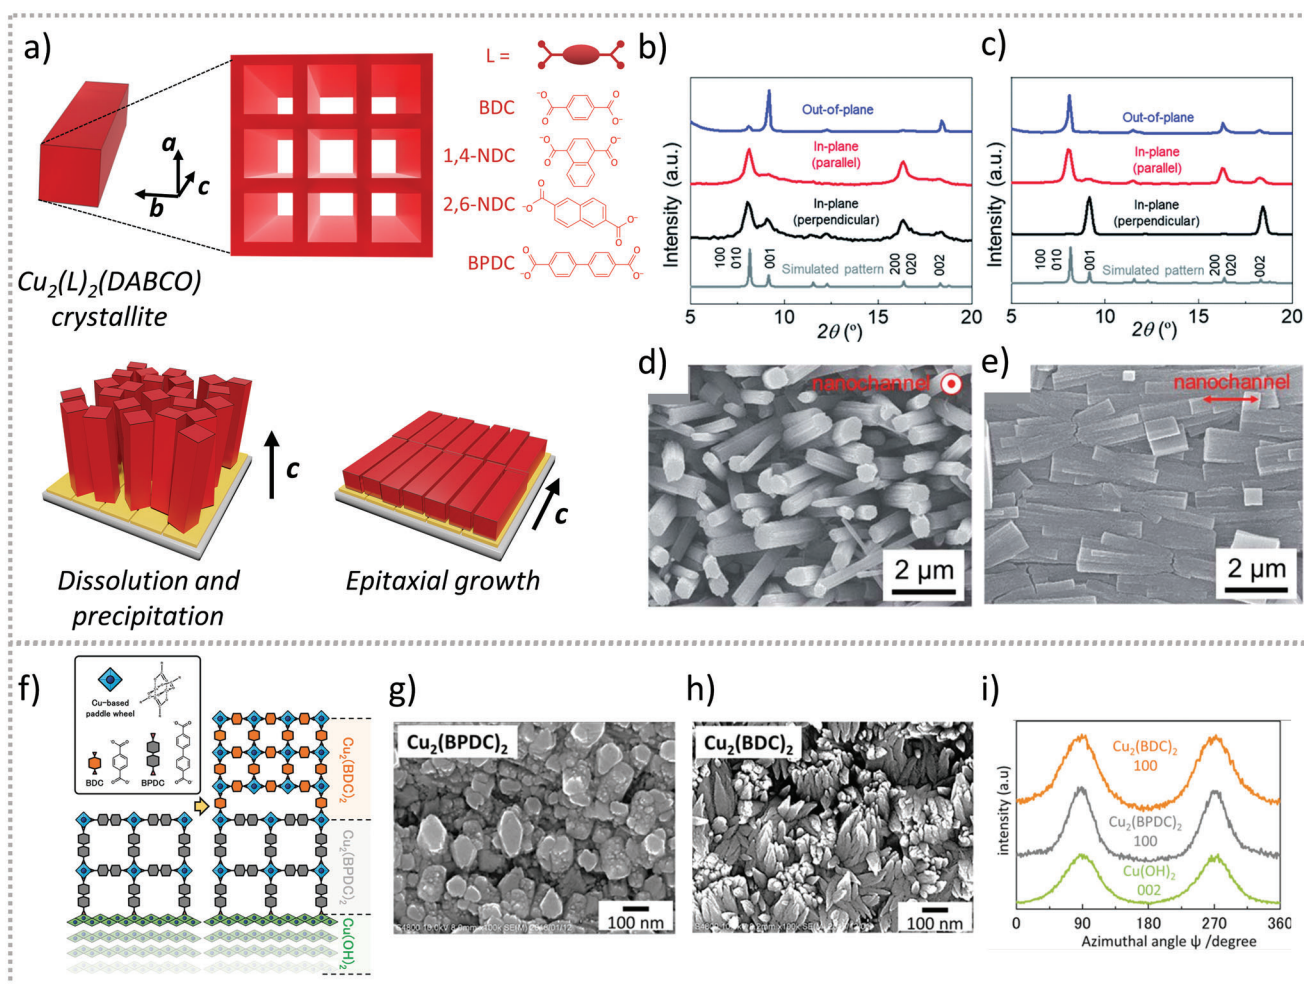 a)
a
b
c
Cu2(L)2(DABCO)
crystallite
L =
BDC
1,4-NDC
2,6-NDC
BPDC
b)
Intensity (a.u.)
Out-of-plane
In-plane
(parallel)
In-plane
(perpendicular)
100
010
001
Simulated pattern
200
020
002
5 10 15 20
2θ (°)
c)
Intensity (a.u.)
Out-of-plane
In-plane
(parallel)
In-plane
(perpendicular)
100
010
001
Simulated pattern
200
020
002
5 10 15 20
2θ (°)
c
Dissolution and
precipitation
c
Epitaxial growth
d)
nanochannel
2 µm
e)
nanochannel
2 µm
f)
Cu-based
paddle wheel
BDC
BPDC
Cu2(BDC)2
Cu2(BPDC)2
Cu(OH)2
g)
Cu2(BPDC)2
100 nm
h)
Cu2(BDC)2
100 nm
i)
intensity (a.u)
Cu2(BDC)2
100
Cu2(BPDC)2
100
Cu(OH)2
002
0 90 180 270 360
Azimuthal angle ψ /degree